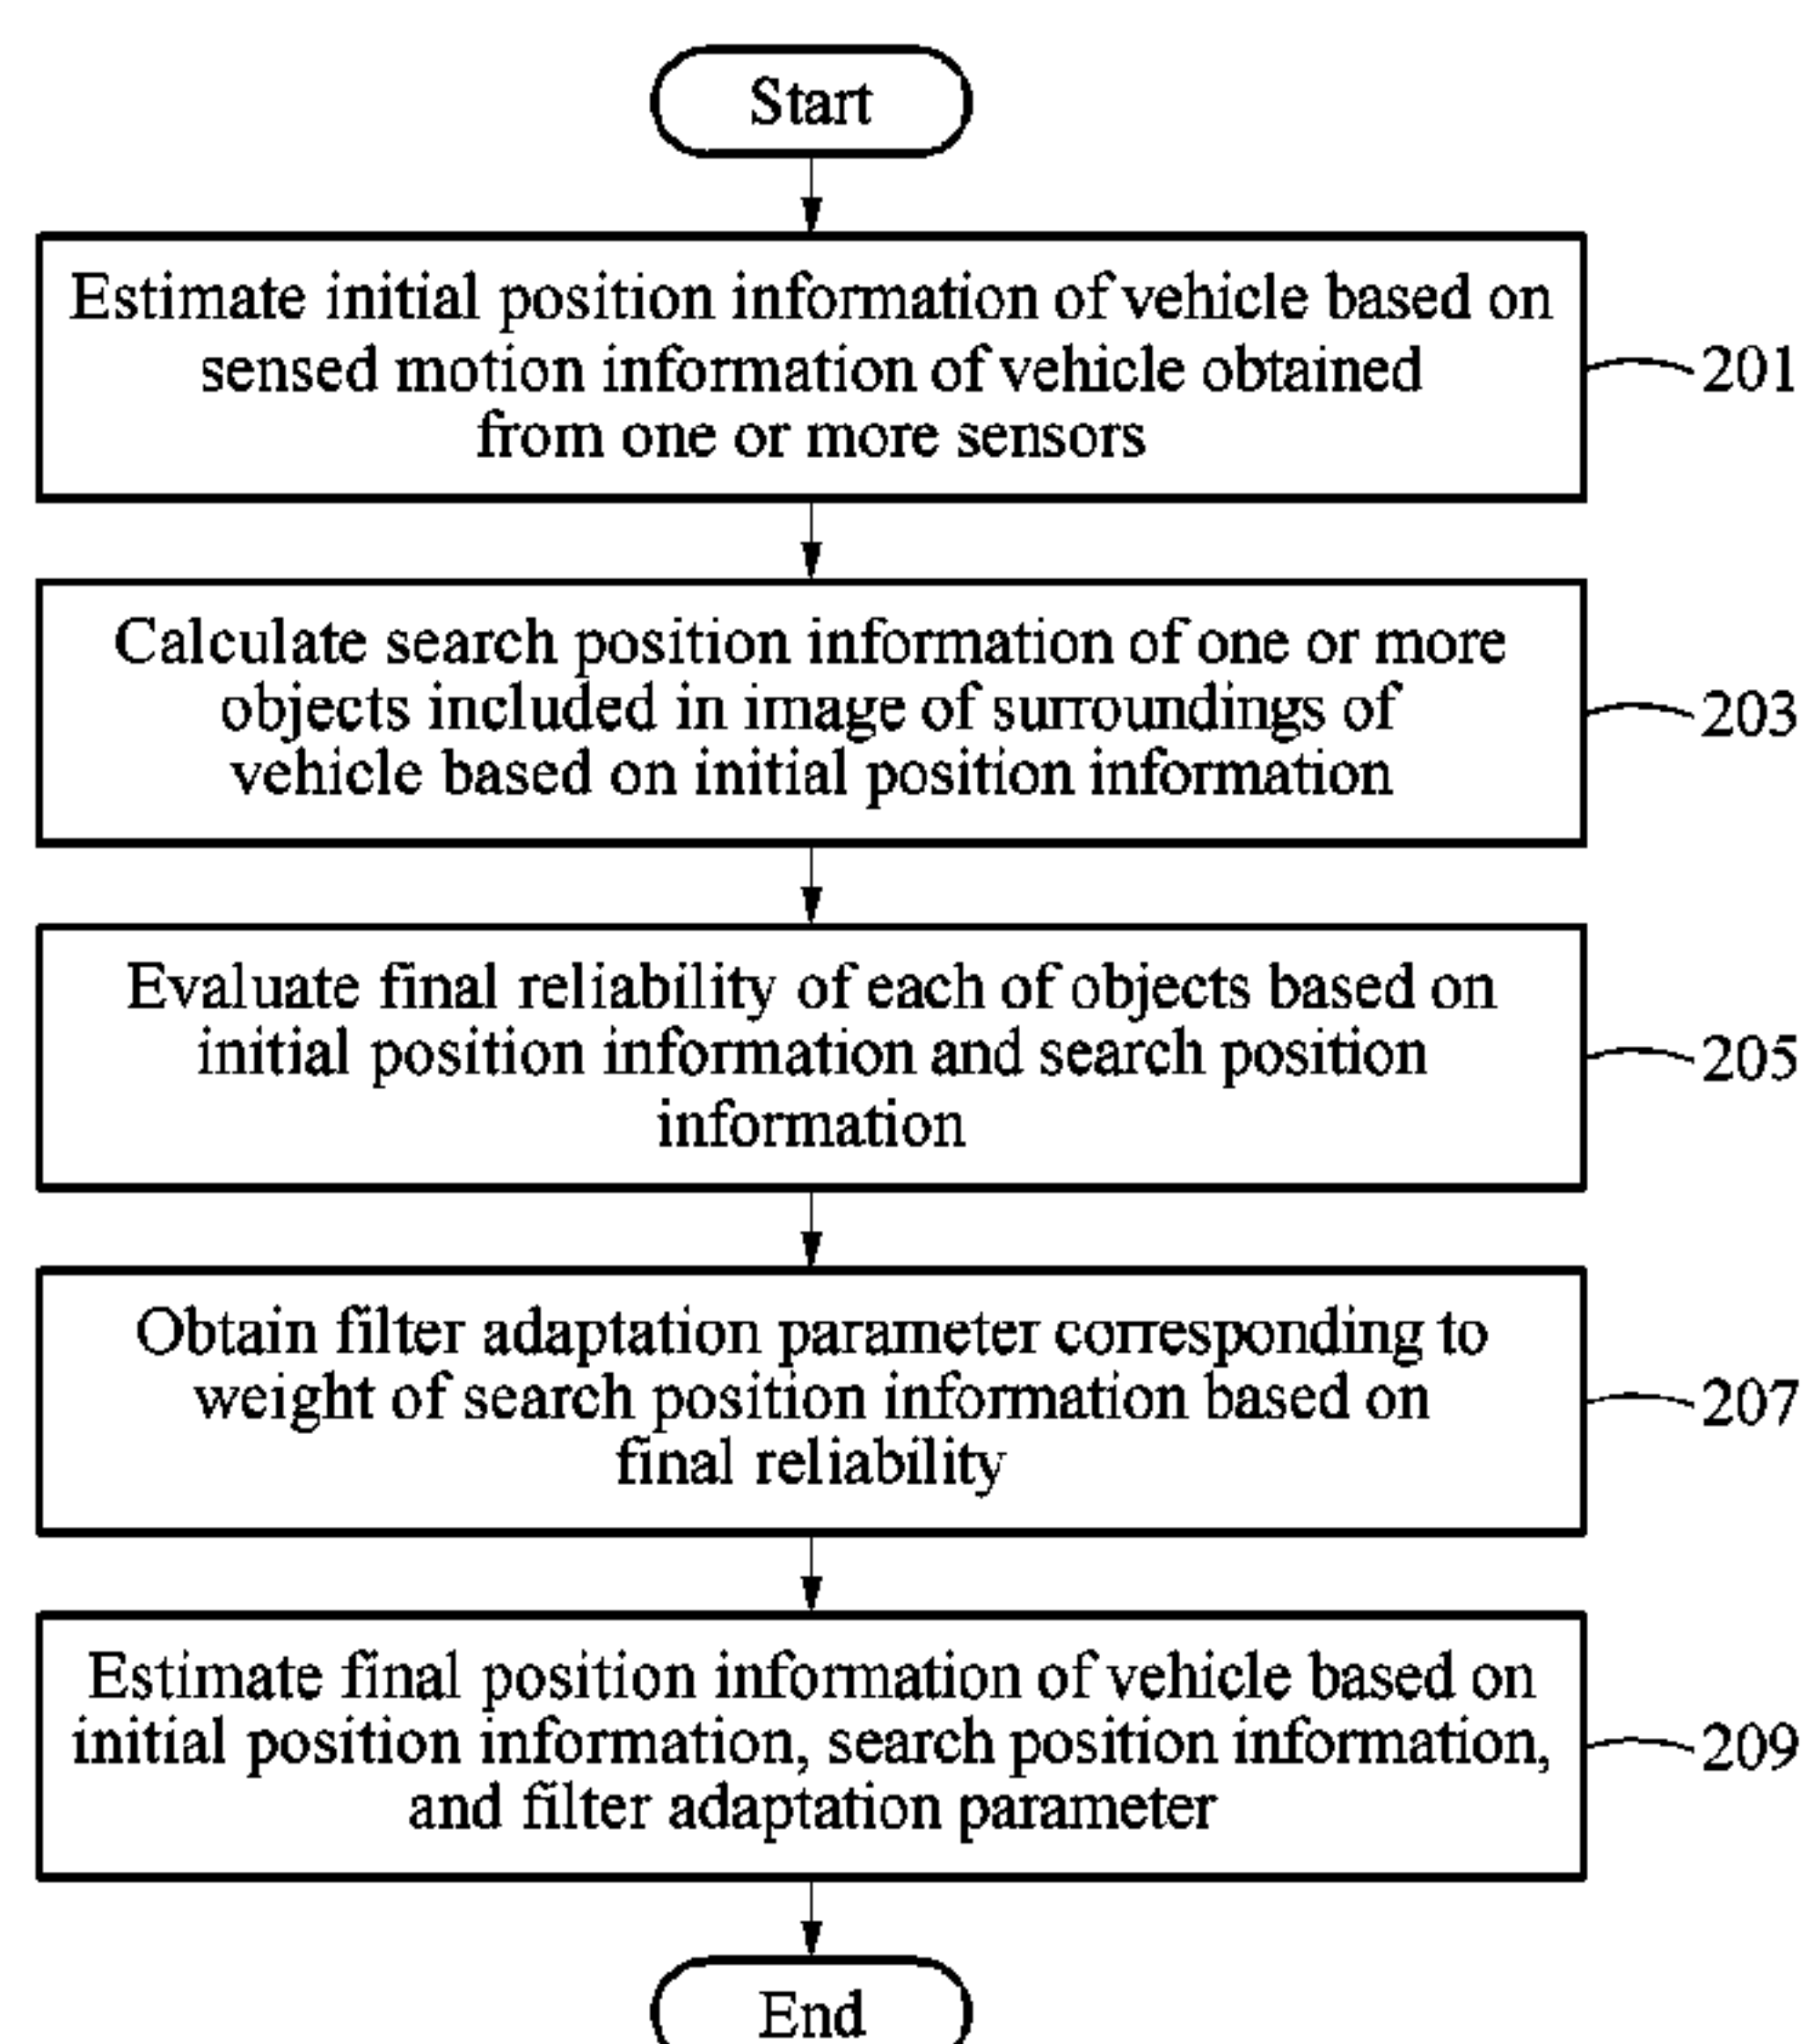 Start
Estimate initial position information of vehicle based on
sensed motion information of vehicle obtained
from one or more sensors
201
Calculate search position information of one or more
objects included in image of surroundings of
vehicle based on initial position information
203
Evaluate final reliability of each of objects based on
initial position information and search position
information
205
Obtain filter adaptation parameter corresponding to
weight of search position information based on
final reliability
207
Estimate final position information of vehicle based on
initial position information, search position information,
and filter adaptation parameter
209
End